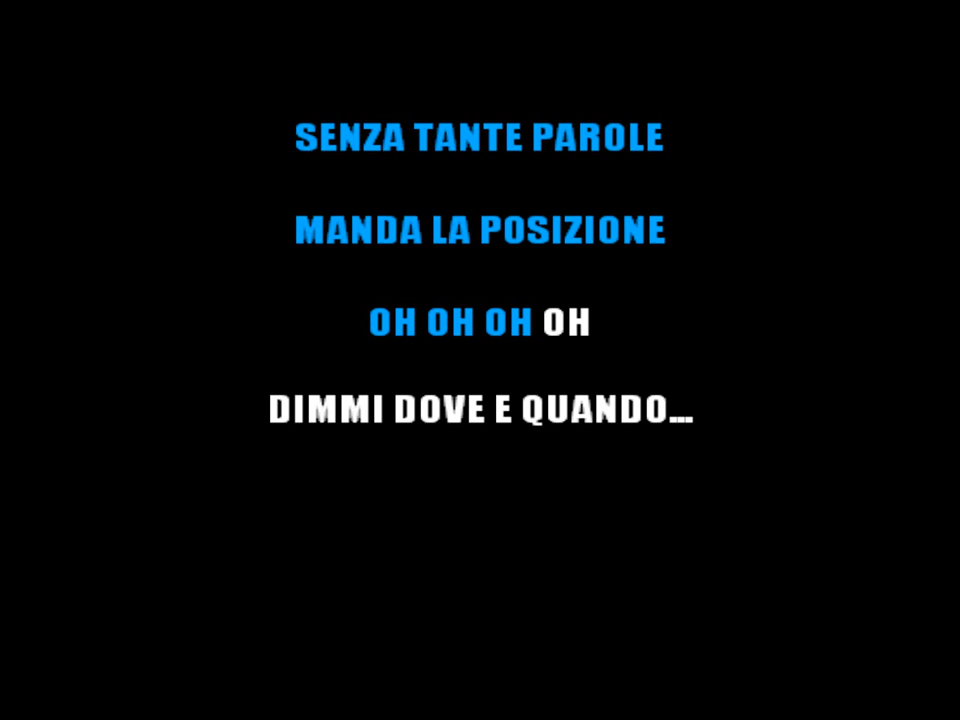 SENZA TANTE PAROLE
MANDA LA POSIZIONE
OH OH OH OH
DIMMI DOVE E QUANDO...